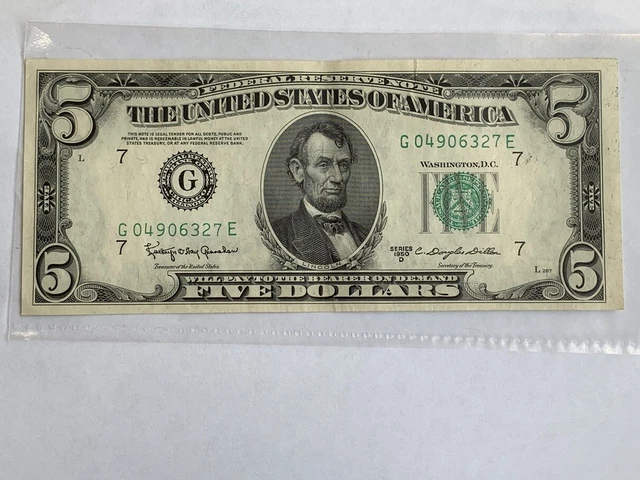 FEDERAL RESERVE NOTE
THE UNITED STATES OF AMERICA
5
5
THIS NOTE IS LEGAL TENDER FOR ALL DEBTS, PUBLIC
AND PRIVATE, AND IS REDEEMABLE IN LAWFUL MONEY AT THE UNITED
STATES TREASURY, OR AT ANY FEDERAL RESERVE BANK.
G 04906327 E
L
7
G
WASHINGTON, D.C.
7
G 04906327 E
7
Treasurer of the United States.
LINCOLN
SERIES
1950
D
C. Douglas Dillon
Secretary of the Treasury.
7
L 287
5
WILL PAY TO THE BEARER ON DEMAND
FIVE DOLLARS
5